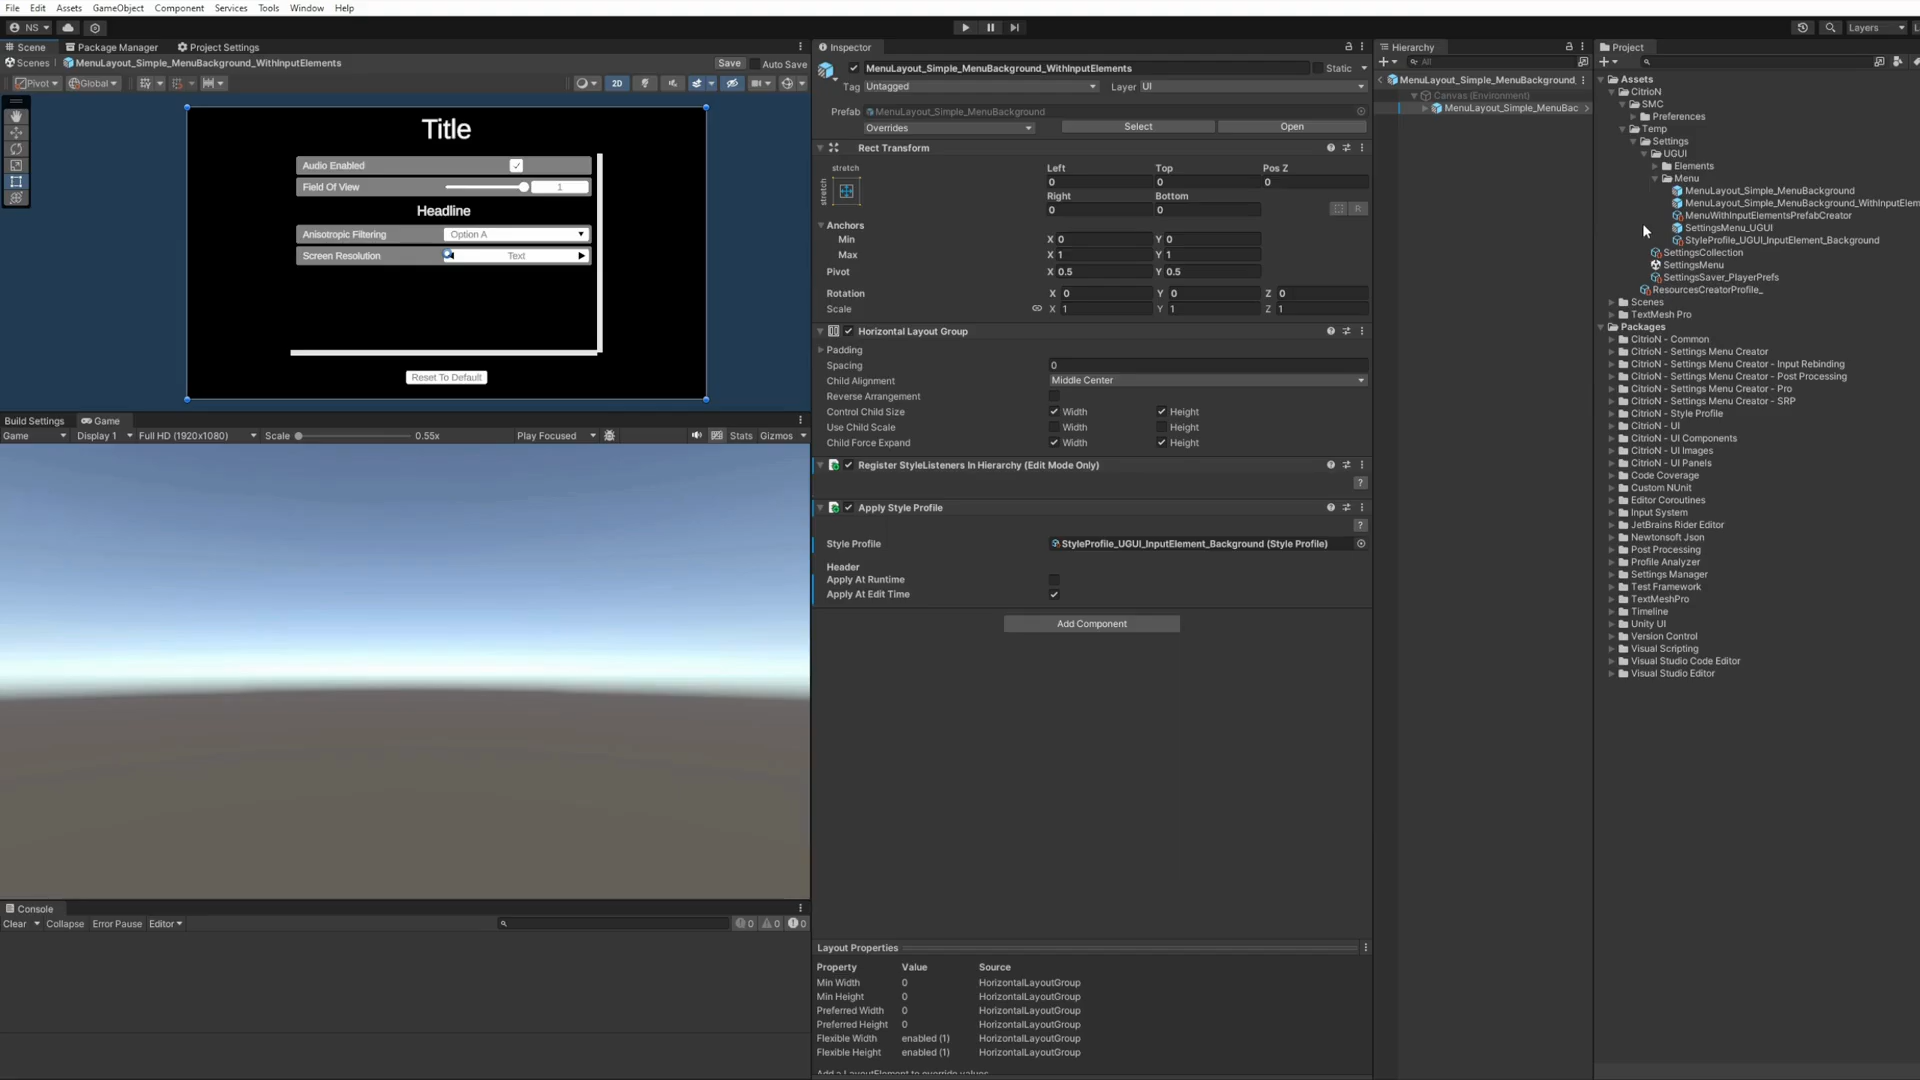 File Edit Assets GameObject Component Services Tools Window Help
NS
Layers
Scene Package Manager Project Settings
Scenes MenuLayout_Simple_MenuBackground_WithInputElements Save Auto Save
Pivot Global 2D
Title
Audio Enabled
Field Of View 1
Headline
Anisotropic Filtering Option A
Screen Resolution Text
Reset To Default
Build Settings Game
Game Display 1 Full HD (1920x1080) Scale 0.55x Play Focused Stats Gizmos
Console
Clear Collapse Error Pause Editor 0 0 0
Inspector
MenuLayout_Simple_MenuBackground_WithInputElements Static
Tag Untagged Layer UI
Prefab MenuLayout_Simple_MenuBackground
Overrides Select Open
Rect Transform
stretch Left Top Pos Z
stretch 0 0 0
Right Bottom
0 0 R
Anchors
Min X 0 Y 0
Max X 1 Y 1
Pivot X 0.5 Y 0.5
Rotation X 0 Y 0 Z 0
Scale X 1 Y 1 Z 1
Horizontal Layout Group
Padding
Spacing 0
Child Alignment Middle Center
Reverse Arrangement
Control Child Size Width Height
Use Child Scale Width Height
Child Force Expand Width Height
Register StyleListeners In Hierarchy (Edit Mode Only)
?
Apply Style Profile
?
Style Profile StyleProfile_UGUI_InputElement_Background (Style Profile)
Header
Apply At Runtime
Apply At Edit Time
Add Component
Layout Properties
Property Value Source
Min Width 0 HorizontalLayoutGroup
Min Height 0 HorizontalLayoutGroup
Preferred Width 0 HorizontalLayoutGroup
Preferred Height 0 HorizontalLayoutGroup
Flexible Width enabled (1) HorizontalLayoutGroup
Flexible Height enabled (1) HorizontalLayoutGroup
Add a LayoutElement to override values
Hierarchy
All
MenuLayout_Simple_MenuBackground_
Canvas (Environment)
MenuLayout_Simple_MenuBac
Project
Assets
CitrioN
SMC
Preferences
Temp
Settings
UGUI
Elements
Menu
MenuLayout_Simple_MenuBackground
MenuLayout_Simple_MenuBackground_WithInputElem
MenuWithInputElementsPrefabCreator
SettingsMenu_UGUI
StyleProfile_UGUI_InputElement_Background
SettingsCollection
SettingsMenu
SettingsSaver_PlayerPrefs
ResourcesCreatorProfile_
Scenes
TextMesh Pro
Packages
CitrioN - Common
CitrioN - Settings Menu Creator
CitrioN - Settings Menu Creator - Input Rebinding
CitrioN - Settings Menu Creator - Post Processing
CitrioN - Settings Menu Creator - Pro
CitrioN - Settings Menu Creator - SRP
CitrioN - Style Profile
CitrioN - UI
CitrioN - UI Components
CitrioN - UI Images
CitrioN - UI Panels
Code Coverage
Custom NUnit
Editor Coroutines
Input System
JetBrains Rider Editor
Newtonsoft Json
Post Processing
Profile Analyzer
Settings Manager
Test Framework
TextMeshPro
Timeline
Unity UI
Version Control
Visual Scripting
Visual Studio Code Editor
Visual Studio Editor